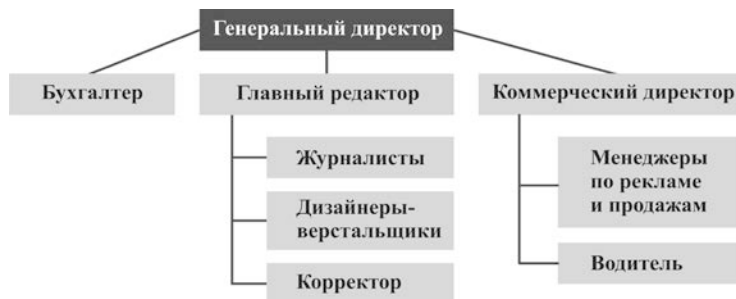 Генеральный директор
Бухгалтер
Главный редактор
Коммерческий директор
Журналисты
Дизайнеры-
верстальщики
Корректор
Менеджеры
по рекламе
и продажам
Водитель